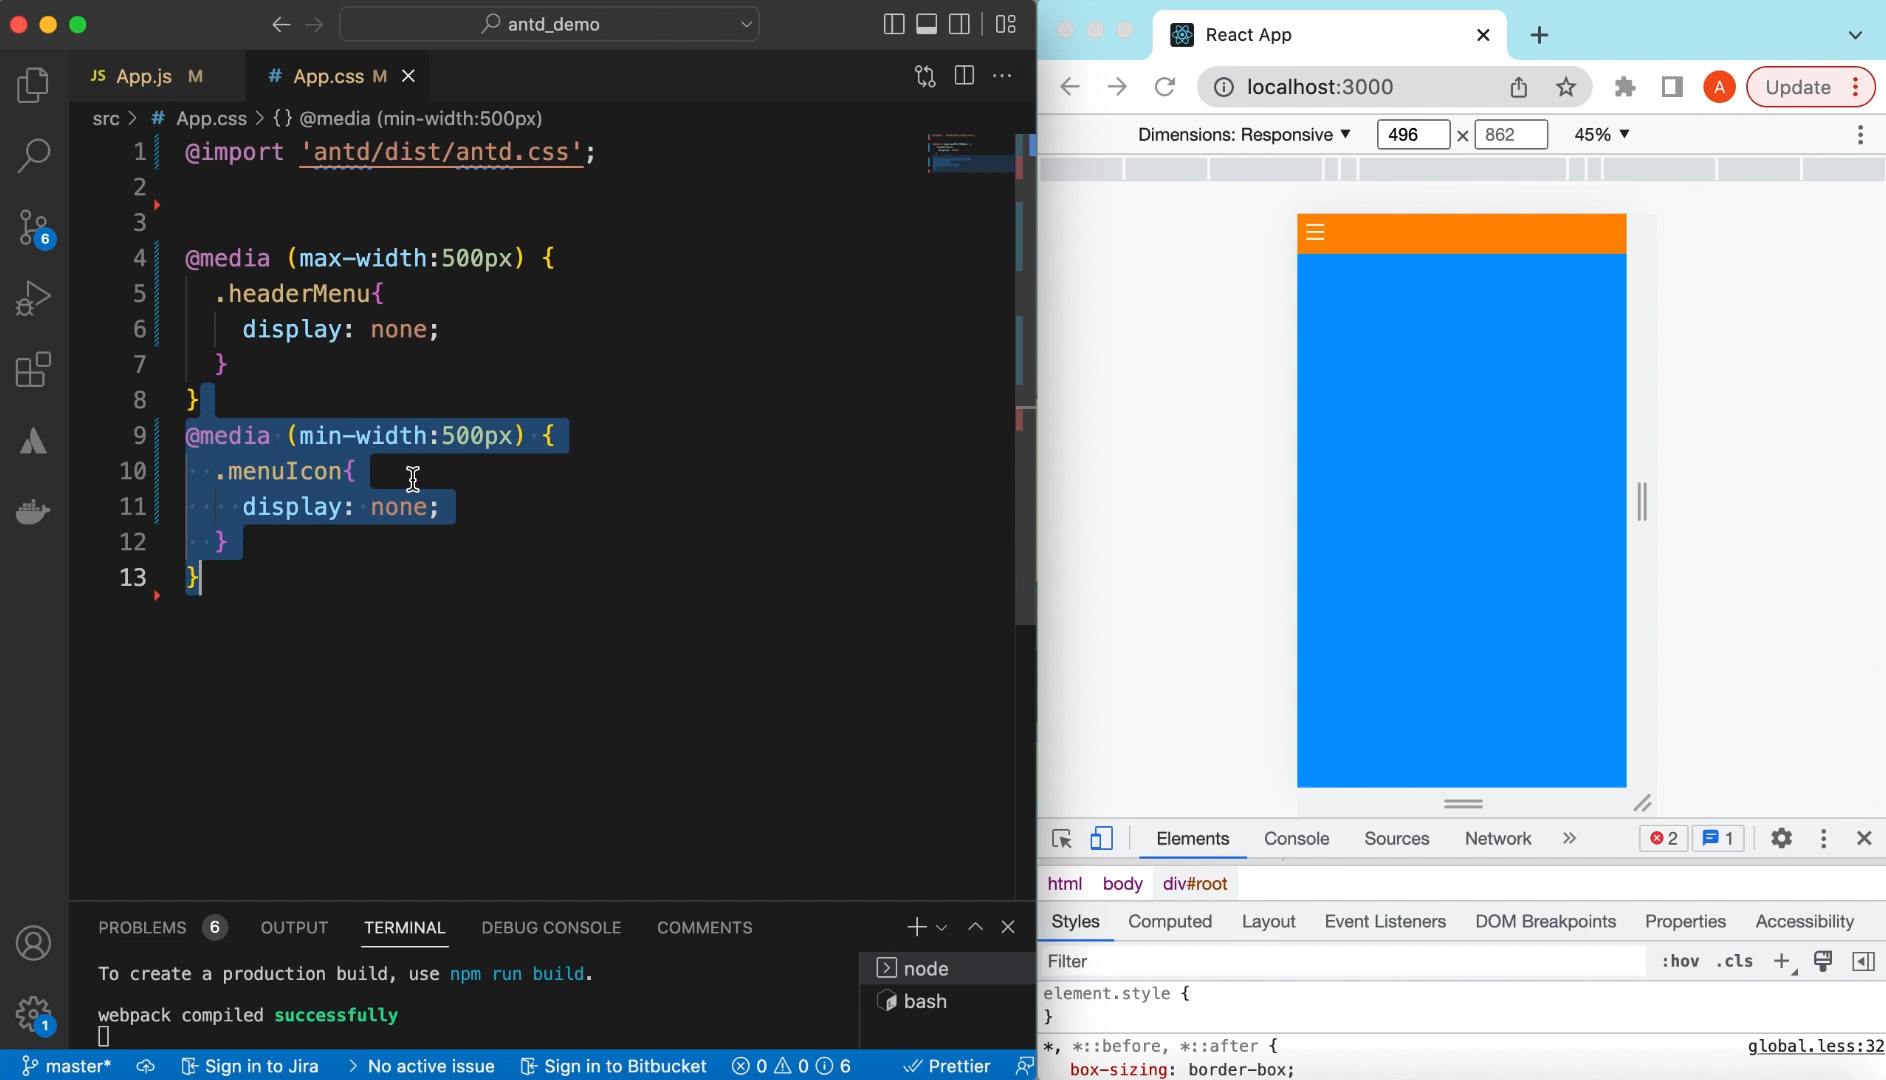 antd_demo
JS App.js M
# App.css M
src > # App.css > {} @media (min-width:500px)
1 @import 'antd/dist/antd.css';
2
3
4 @media (max-width:500px) {
5 .headerMenu{
6 display: none;
7 }
8 }
9 @media (min-width:500px) {
10 .menuIcon{
11 display: none;
12 }
13 }
6
1
PROBLEMS 6 OUTPUT TERMINAL DEBUG CONSOLE COMMENTS
To create a production build, use npm run build.
webpack compiled successfully
node
bash
master* Sign in to Jira No active issue Sign in to Bitbucket 0 0 6 Prettier
React App
localhost:3000
A
Update
Dimensions: Responsive 496 × 862 45%
Elements Console Sources Network » 2 1
html body div#root
Styles Computed Layout Event Listeners DOM Breakpoints Properties Accessibility
Filter :hov .cls
element.style {
}
*, *::before, *::after { global.less:32
box-sizing: border-box;